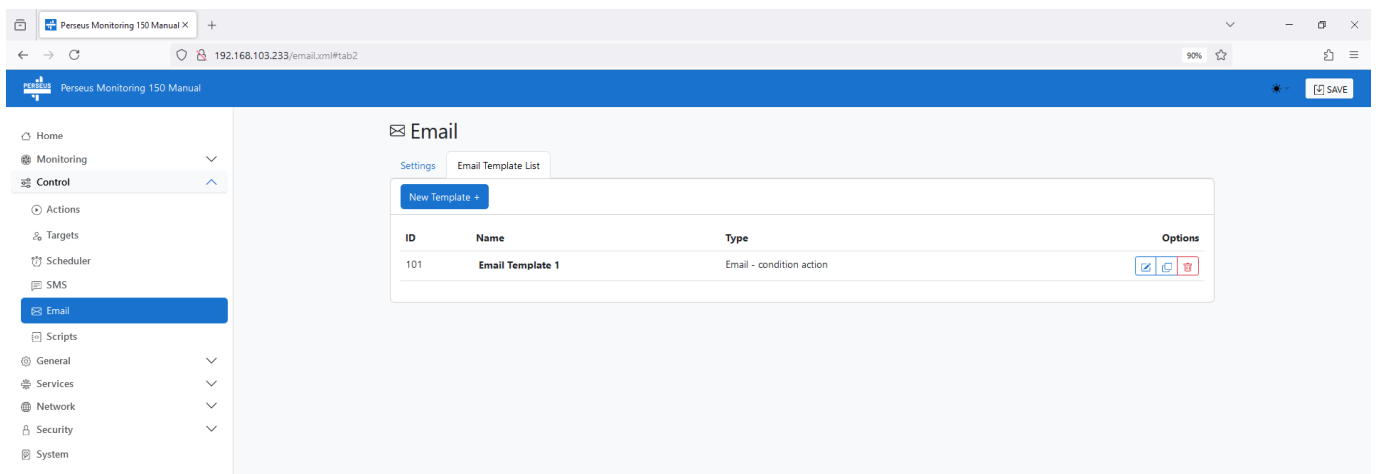 Perseus Monitoring 150 Manual
192.168.103.233/email.xml#tab2
90%
PERSEUS
Perseus Monitoring 150 Manual
SAVE
Home
Monitoring
Control
Actions
Targets
Scheduler
SMS
Email
Scripts
General
Services
Network
Security
System
Email
Settings Email Template List
New Template +
ID Name Type Options
101 Email Template 1 Email - condition action